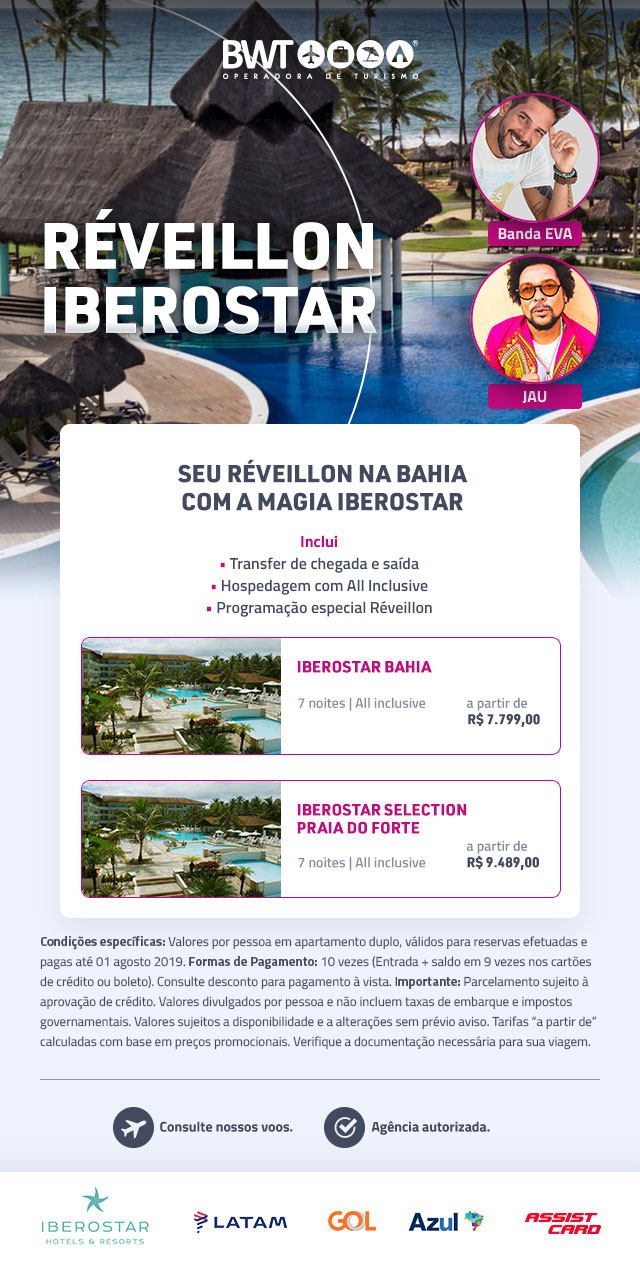 BWT
OPERADORA DE TURISMO
Banda EVA
RÉVEILLON
IBEROSTAR
JAU
SEU RÉVEILLON NA BAHIA
COM A MAGIA IBEROSTAR
Inclui
▪ Transfer de chegada e saída
▪ Hospedagem com All Inclusive
▪ Programação especial Réveillon
IBEROSTAR BAHIA
7 noites | All inclusive
a partir de
R$ 7.799,00
IBEROSTAR SELECTION
PRAIA DO FORTE
7 noites | All inclusive
a partir de
R$ 9.489,00
Condições específicas: Valores por pessoa em apartamento duplo, válidos para reservas efetuadas e
pagas até 01 agosto 2019. Formas de Pagamento: 10 vezes (Entrada + saldo em 9 vezes nos cartões
de crédito ou boleto). Consulte desconto para pagamento à vista. Importante: Parcelamento sujeito à
aprovação de crédito. Valores divulgados por pessoa e não incluem taxas de embarque e impostos
governamentais. Valores sujeitos a disponibilidade e a alterações sem prévio aviso. Tarifas “a partir de”
calculadas com base em preços promocionais. Verifique a documentação necessária para sua viagem.
Consulte nossos voos.
Agência autorizada.
IBEROSTAR
HOTELS & RESORTS
LATAM
GOL
Azul
ASSIST
CARD